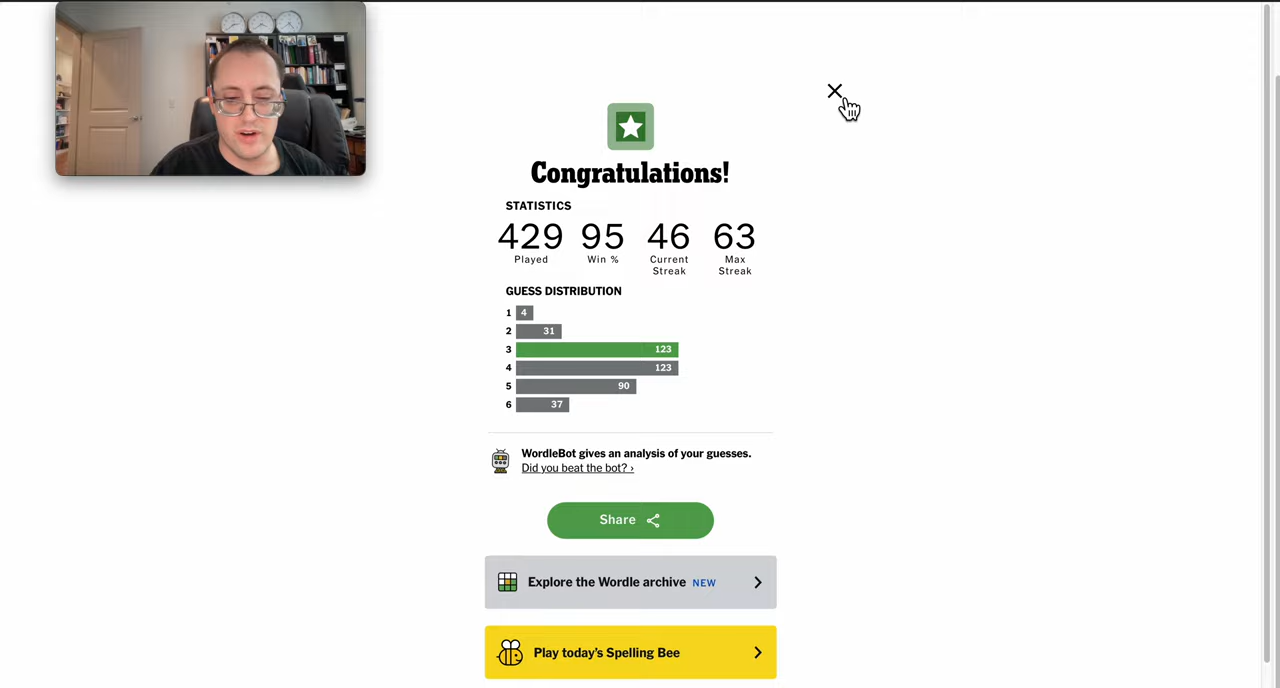 Congratulations!
STATISTICS
429 95 46 63
Played Win % Current Streak Max Streak
GUESS DISTRIBUTION
1 4
2 31
3 123
4 123
5 90
6 37
WordleBot gives an analysis of your guesses.
Did you beat the bot? ›
Share
Explore the Wordle archive NEW
Play today's Spelling Bee